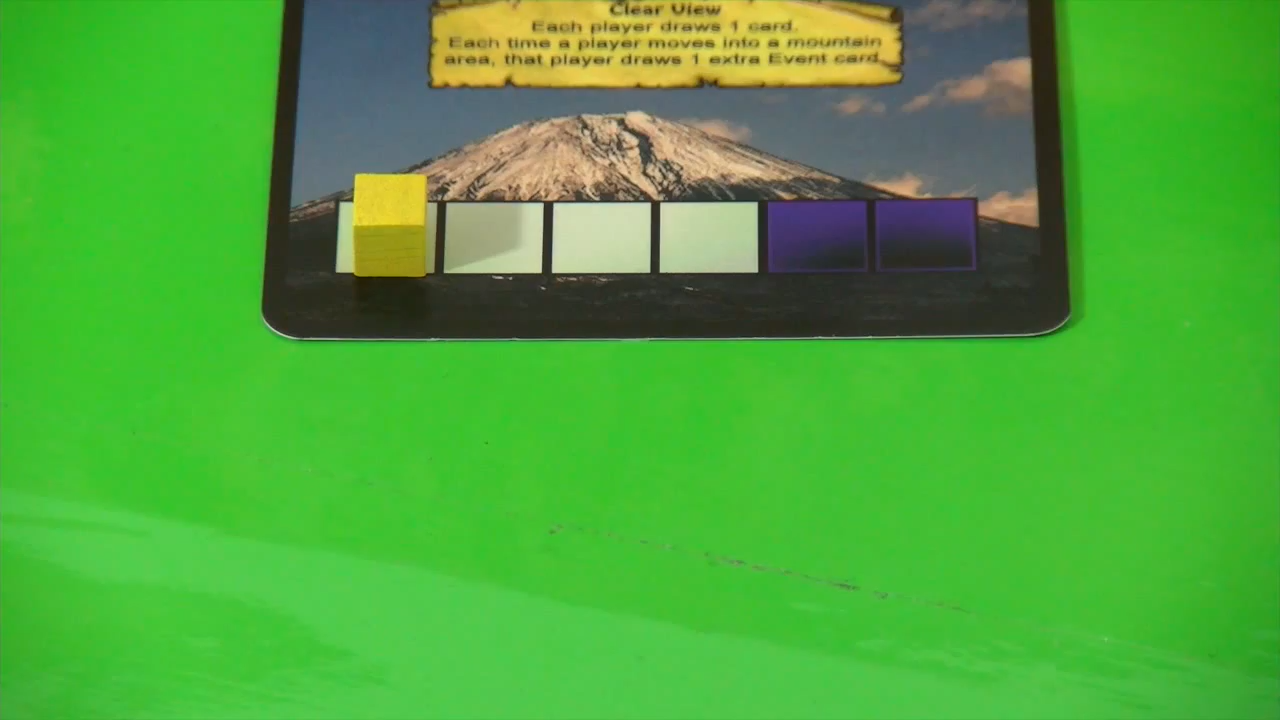 Clear View
Each player draws 1 card.
Each time a player moves into a mountain
area, that player draws 1 extra Event card.